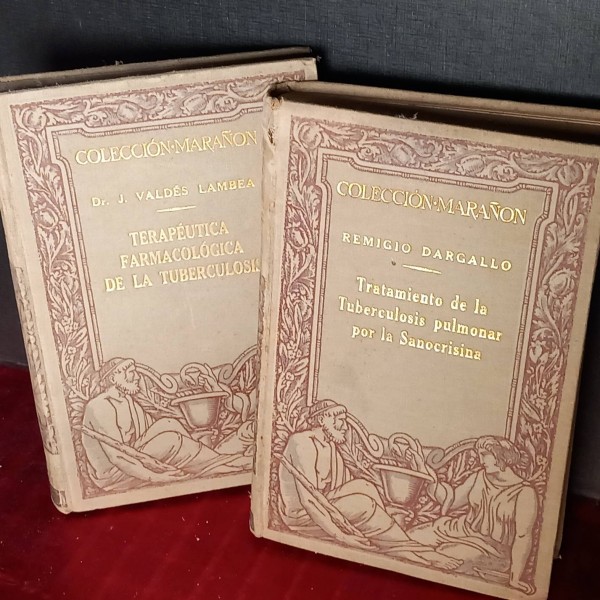 COLECCIÓN·MARAÑON
Dr. J. VALDÉS LAMBEA
TERAPÉUTICA
FARMACOLÓGICA
DE LA TUBERCULOSIS
COLECCIÓN·MARAÑON
REMIGIO DARGALLO
Tratamiento de la
Tuberculosis pulmonar
por la Sanocrisina